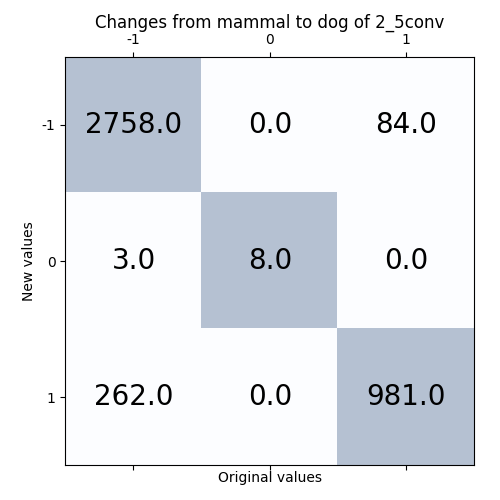 Changes from mammal to dog of 2_5conv
-1 0 1
-1 2758.0 0.0 84.0
0 3.0 8.0 0.0
1 262.0 0.0 981.0
New values
Original values